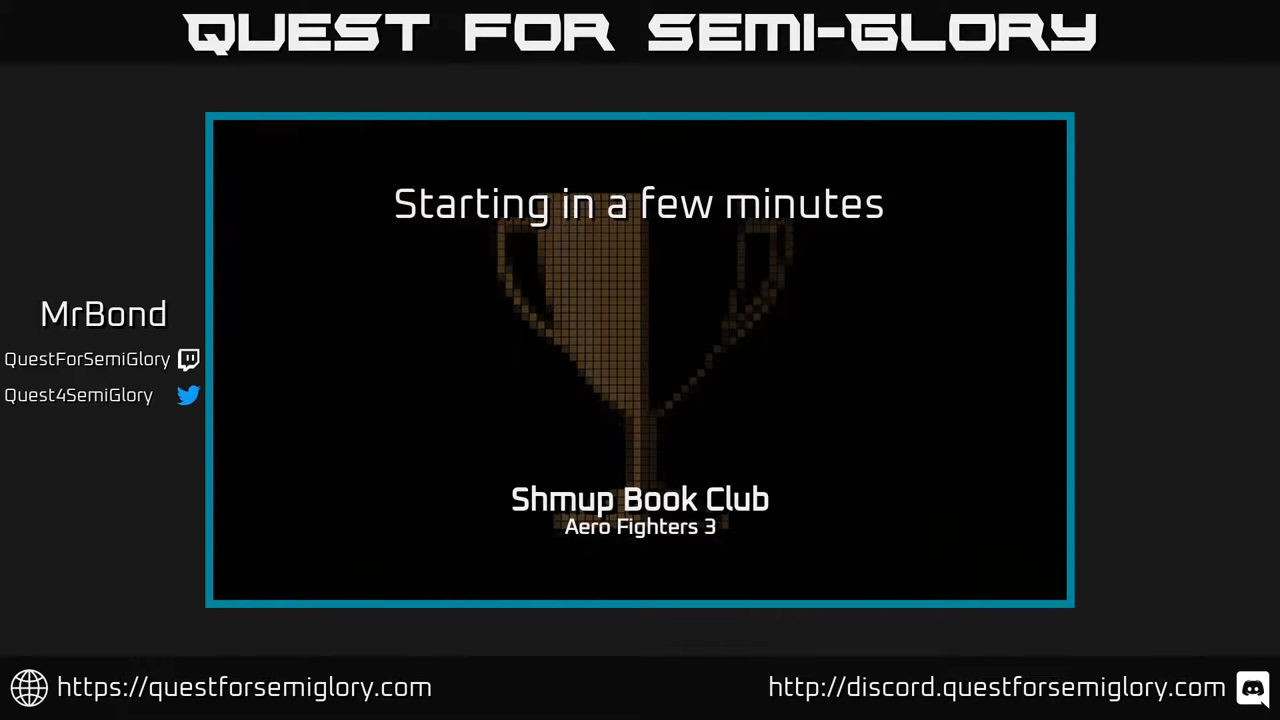 QUEST FOR SEMI-GLORY
Starting in a few minutes
MrBond
QuestForSemiGlory
Quest4SemiGlory
Shmup Book Club
Aero Fighters 3
https://questforsemiglory.com
http://discord.questforsemiglory.com